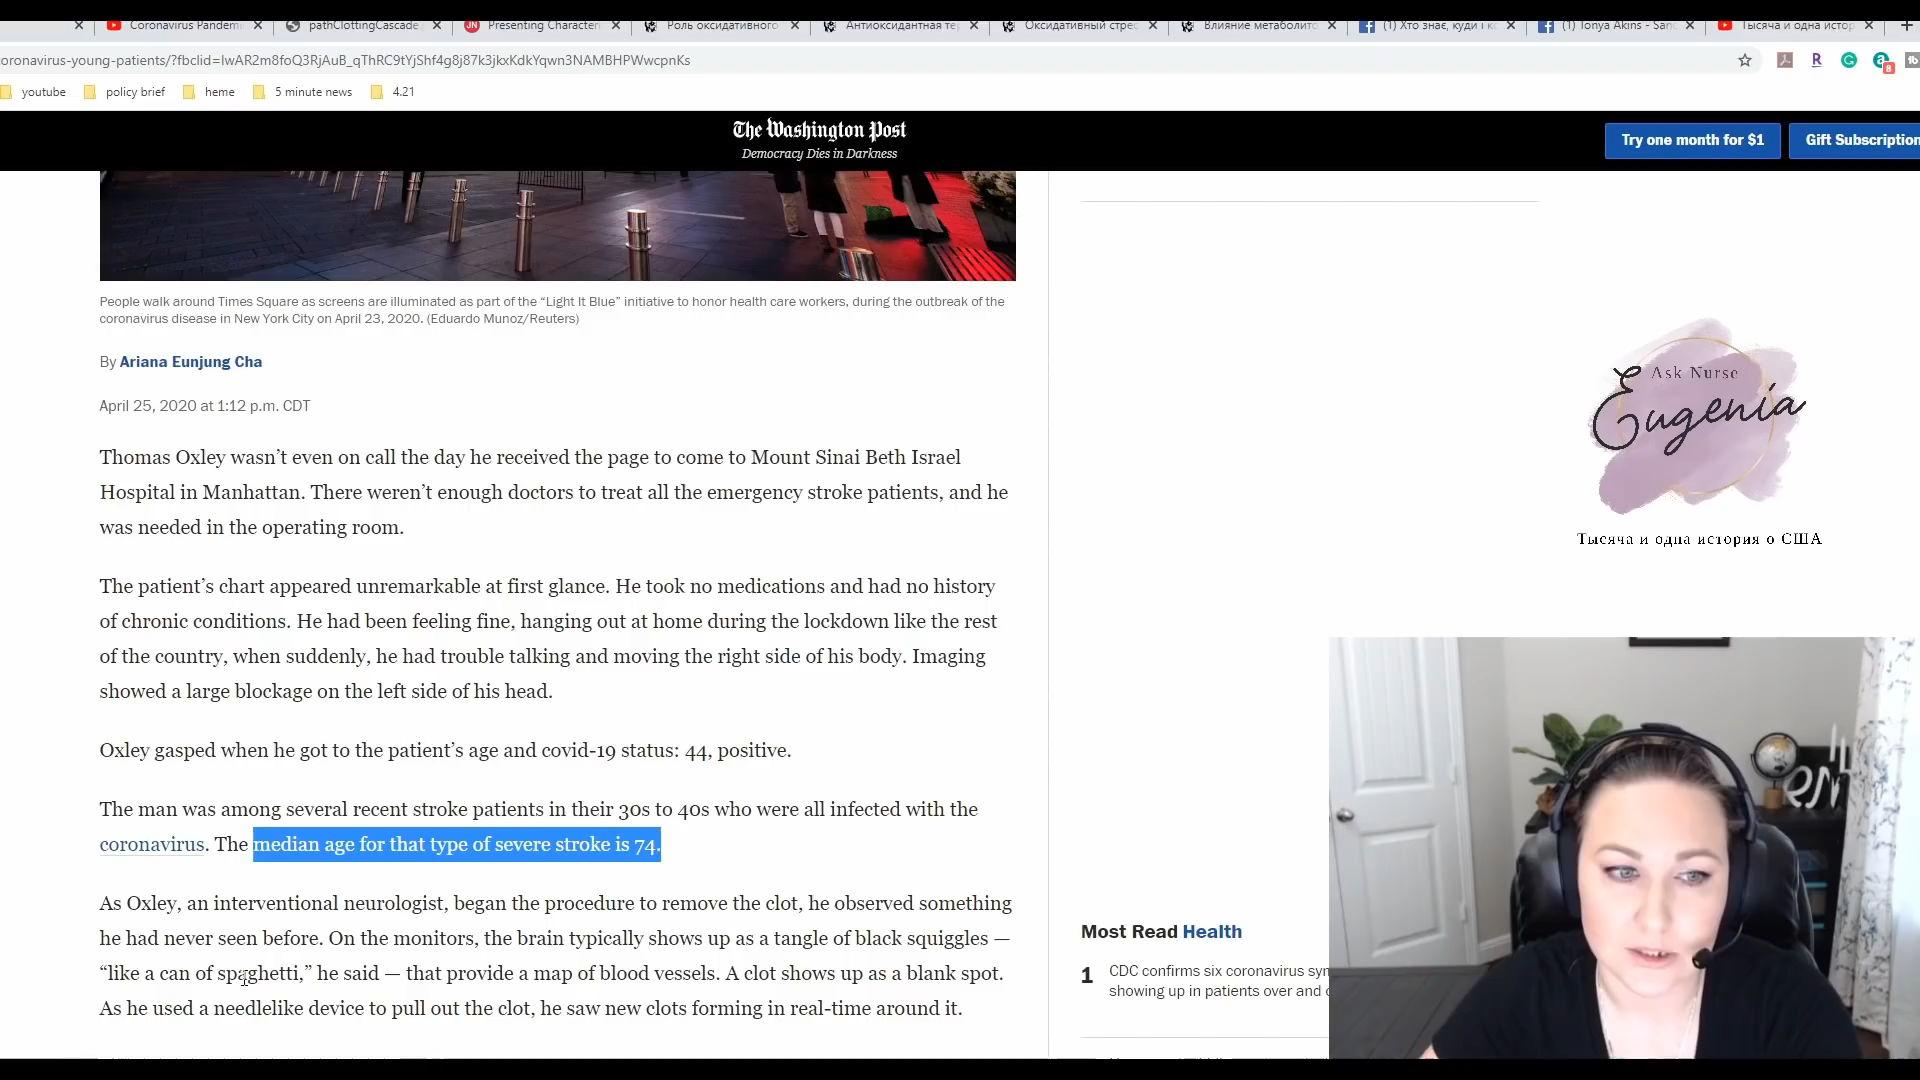 Coronavirus Pandemi
pathClottingCascade
Presenting Characteri
Роль оксидативного
Антиоксидантная те
Оксидативный стрес
Влияние метаболито
(1) Хто знає, куди і к
(1) Tonya Akins - San
Тысяча и одна истор
oronavirus-young-patients/?fbclid=IwAR2m8foQ3RjAuB_qThRC9tYjShf4g8j87k3jkxKdkYqwn3NAMBHPWwcpnKs
youtube policy brief heme 5 minute news 4.21
The Washington Post
Democracy Dies in Darkness
Try one month for $1
Gift Subscription
People walk around Times Square as screens are illuminated as part of the “Light It Blue” initiative to honor health care workers, during the outbreak of the
coronavirus disease in New York City on April 23, 2020. (Eduardo Munoz/Reuters)
By Ariana Eunjung Cha
April 25, 2020 at 1:12 p.m. CDT
Thomas Oxley wasn’t even on call the day he received the page to come to Mount Sinai Beth Israel
Hospital in Manhattan. There weren’t enough doctors to treat all the emergency stroke patients, and he
was needed in the operating room.
The patient’s chart appeared unremarkable at first glance. He took no medications and had no history
of chronic conditions. He had been feeling fine, hanging out at home during the lockdown like the rest
of the country, when suddenly, he had trouble talking and moving the right side of his body. Imaging
showed a large blockage on the left side of his head.
Oxley gasped when he got to the patient’s age and covid-19 status: 44, positive.
The man was among several recent stroke patients in their 30s to 40s who were all infected with the
coronavirus. The median age for that type of severe stroke is 74.
As Oxley, an interventional neurologist, began the procedure to remove the clot, he observed something
he had never seen before. On the monitors, the brain typically shows up as a tangle of black squiggles —
“like a can of spaghetti,” he said — that provide a map of blood vessels. A clot shows up as a blank spot.
As he used a needlelike device to pull out the clot, he saw new clots forming in real-time around it.
Ask Nurse
Eugenia
Тысяча и одна история о США
Most Read Health
1 CDC confirms six coronavirus sym
showing up in patients over and o